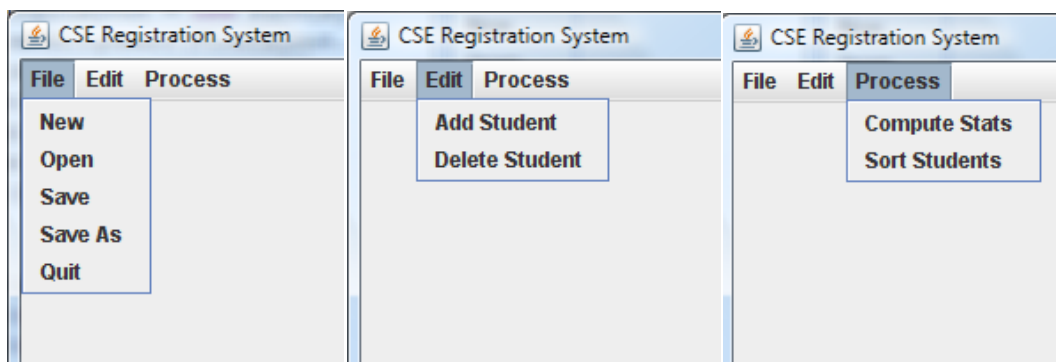 CSE Registration System
File Edit Process
New
Open
Save
Save As
Quit
CSE Registration System
File Edit Process
Add Student
Delete Student
CSE Registration System
File Edit Process
Compute Stats
Sort Students